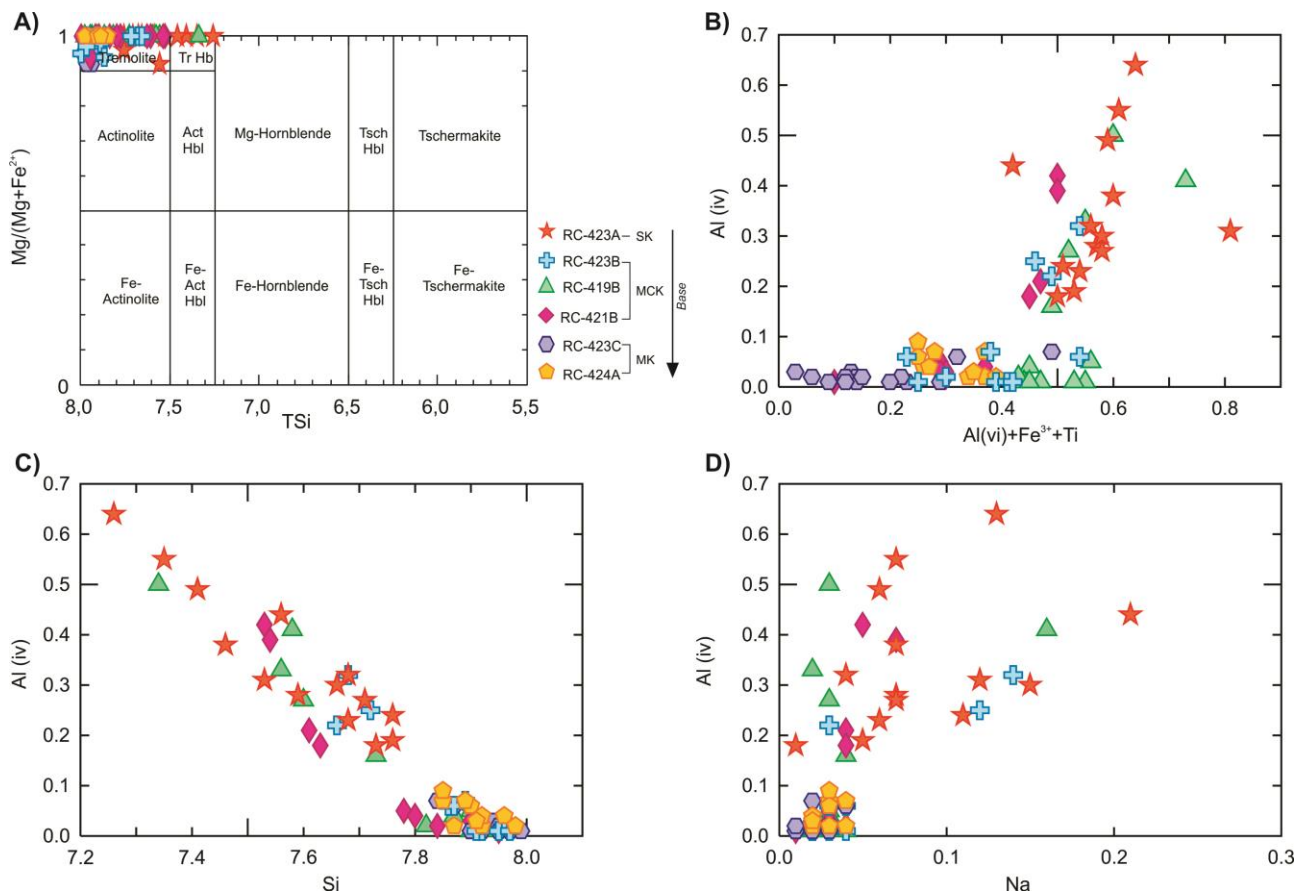 A)
B)
Mg/(Mg+Fe²⁺)
1
0
Tremolite
Tr Hb
Actinolite
Act
Hbl
Mg-Hornblende
Tsch
Hbl
Tschermakite
Fe-
Actinolite
Fe-
Act
Hbl
Fe-Hornblende
Fe-
Tsch
Hbl
Fe-
Tschermakite
8,0 7,5 7,0 6,5 6,0 5,5
TSi
RC-423A SK
RC-423B
RC-419B MCK
RC-421B
RC-423C
RC-424A MK
Base
Al (iv)
0.7
0.6
0.5
0.4
0.3
0.2
0.1
0.0
0.0 0.2 0.4 0.6 0.8
Al(vi)+Fe³⁺+Ti
C)
Al (iv)
0.7
0.6
0.5
0.4
0.3
0.2
0.1
0.0
7.2 7.4 7.6 7.8 8.0
Si
D)
Al (iv)
0.7
0.6
0.5
0.4
0.3
0.2
0.1
0.0
0.0 0.1 0.2 0.3
Na